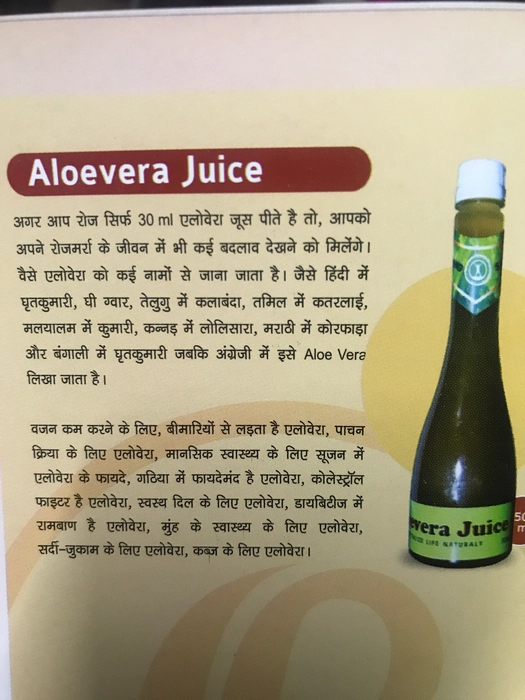 Aloevera Juice
अगर आप रोज सिर्फ 30 ml एलोवेरा जूस पीते है तो, आपको
अपने रोजमर्रा के जीवन में भी कई बदलाव देखने को मिलेंगे।
वैसे एलोवेरा को कई नामों से जाना जाता है। जैसे हिंदी में
घृतकुमारी, घी ग्वार, तेलुगु में कलाबंदा, तमिल में कतरलाई,
मलयालम में कुमारी, कन्नड़ में लोलिसारा, मराठी में कोरफाड़ा
और बंगाली में घृतकुमारी जबकि अंग्रेजी में इसे Aloe Vera
लिखा जाता है।
वजन कम करने के लिए, बीमारियों से लड़ता है एलोवेरा, पाचन
क्रिया के लिए एलोवेरा, मानसिक स्वास्थ्य के लिए सूजन में
एलोवेरा के फायदे, गठिया में फायदेमंद है एलोवेरा, कोलेस्ट्रॉल
फाइटर है एलोवेरा, स्वस्थ दिल के लिए एलोवेरा, डायबिटीज में
रामबाण है एलोवेरा, मुंह के स्वास्थ्य के लिए एलोवेरा,
सर्दी-जुकाम के लिए एलोवेरा, कब्ज के लिए एलोवेरा।
evera Juice
LIFE NATURALS
50
m